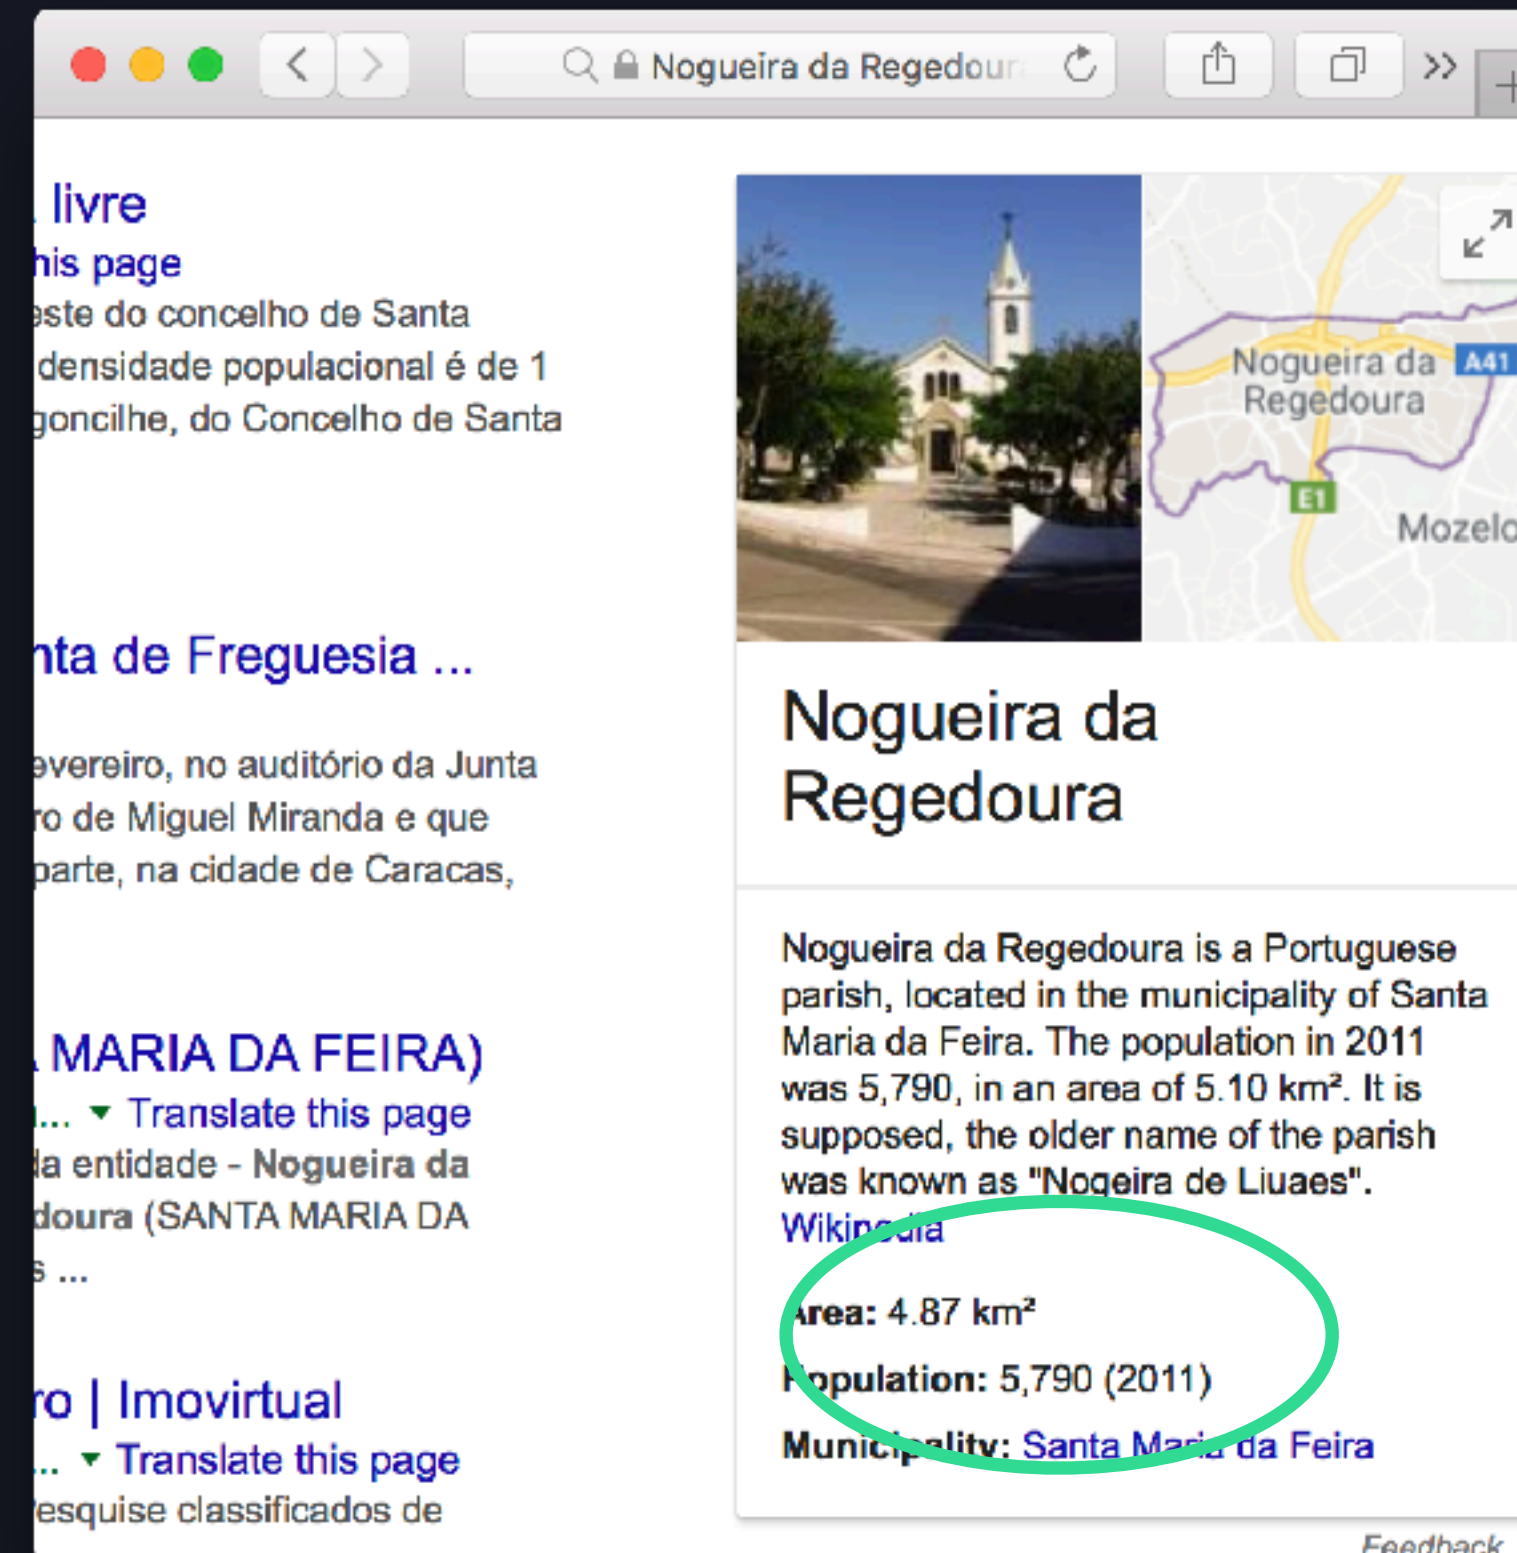 Nogueira da Regedour
livre
his page
este do concelho de Santa
densidade populacional é de 1
goncilhe, do Concelho de Santa
nta de Freguesia ...
evereiro, no auditório da Junta
ro de Miguel Miranda e que
parte, na cidade de Caracas,
MARIA DA FEIRA)
... Translate this page
da entidade - Nogueira da
doura (SANTA MARIA DA
s ...
ro | Imovirtual
... Translate this page
esquise classificados de
Nogueira da
Regedoura
A41
E1
Mozelo
Nogueira da
Regedoura
Nogueira da Regedoura is a Portuguese
parish, located in the municipality of Santa
Maria da Feira. The population in 2011
was 5,790, in an area of 5.10 km². It is
supposed, the older name of the parish
was known as "Nogeira de Liuaes".
Wikipedia
Area: 4.87 km²
Population: 5,790 (2011)
Municipality: Santa Maria da Feira
Feedback